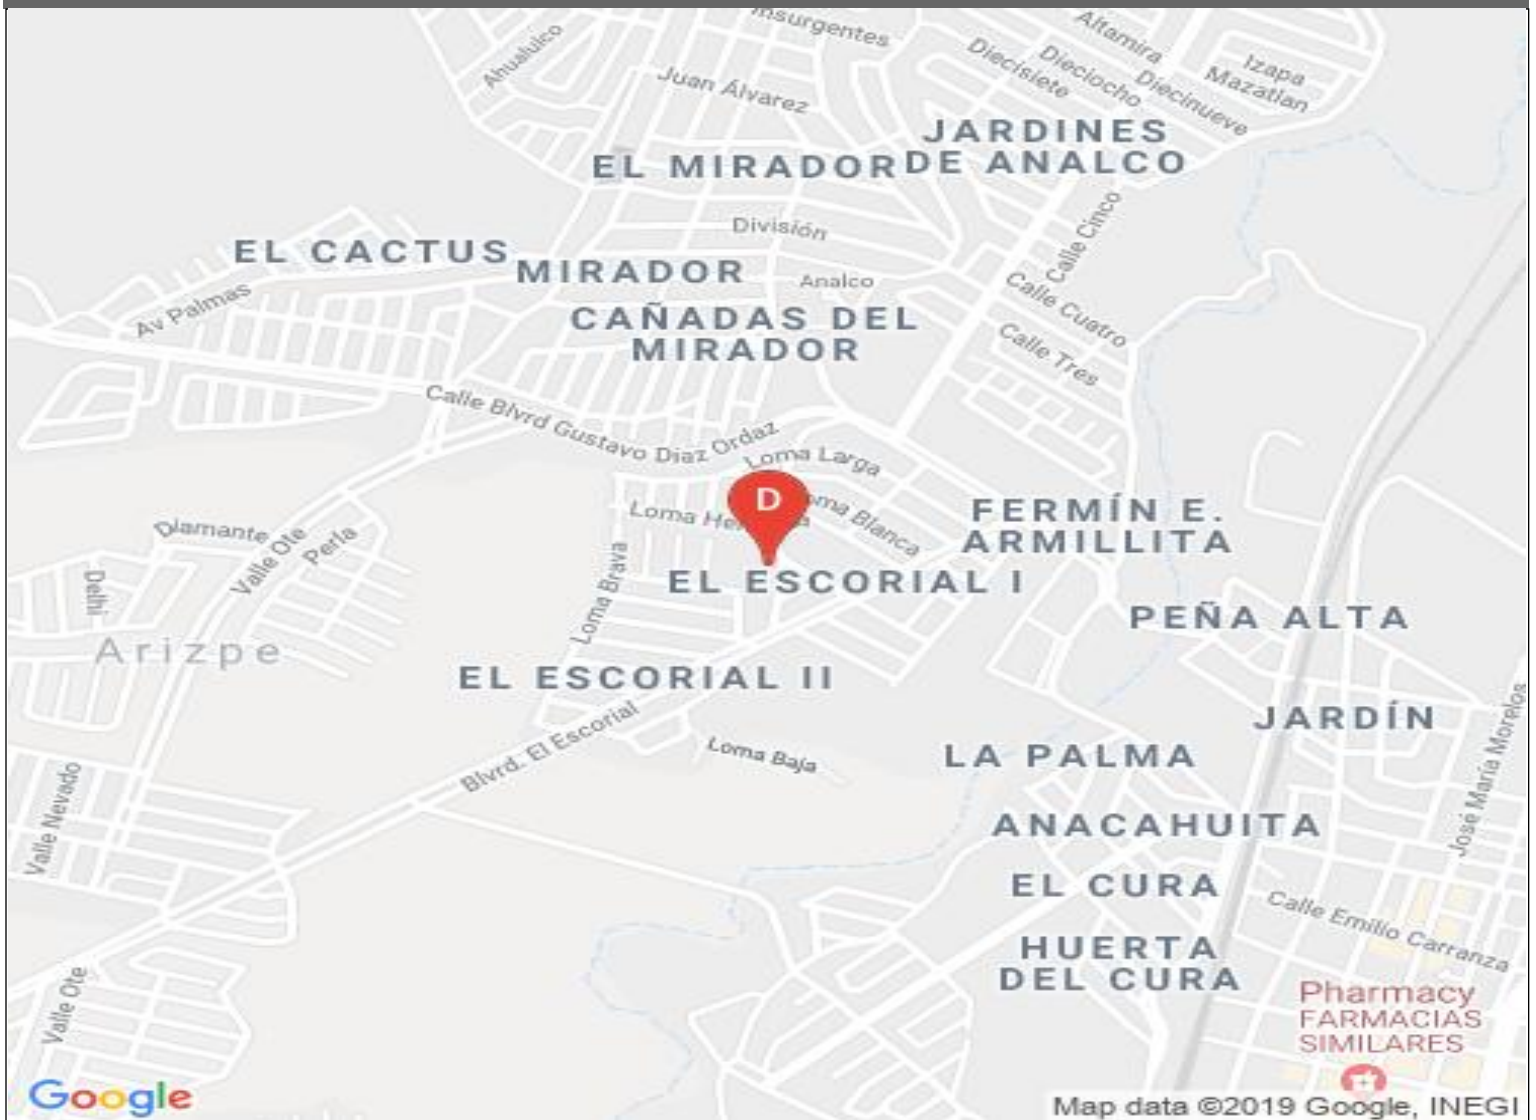 Insurgentes
Altamira
Ahualulco
Diecisiete
Dieciocho
Izapa
Juan Álvarez
Diecinueve
Mazatlan
JARDINES
DE ANALCO
EL MIRADOR
División
Calle Cinco
EL CACTUS
MIRADOR
Analco
Av Palmas
Calle Cuatro
CAÑADAS DEL
MIRADOR
Calle Tres
Calle Blvrd Gustavo Diaz Ordaz
Loma Larga
D
Loma
Blanca
FERMÍN E.
ARMILLITA
Diamante
Valle Ote
Perla
Delhi
Loma Brava
EL ESCORIAL I
PEÑA ALTA
Arizpe
EL ESCORIAL II
Blvrd. El Escorial
JARDÍN
José María Morelos
Loma Baja
LA PALMA
Valle Nevado
ANACAHUITA
EL CURA
Calle Emilio Carranza
HUERTA
DEL CURA
Valle Ote
Pharmacy
FARMACIAS
SIMILARES
Google
Map data ©2019 Google, INEGI